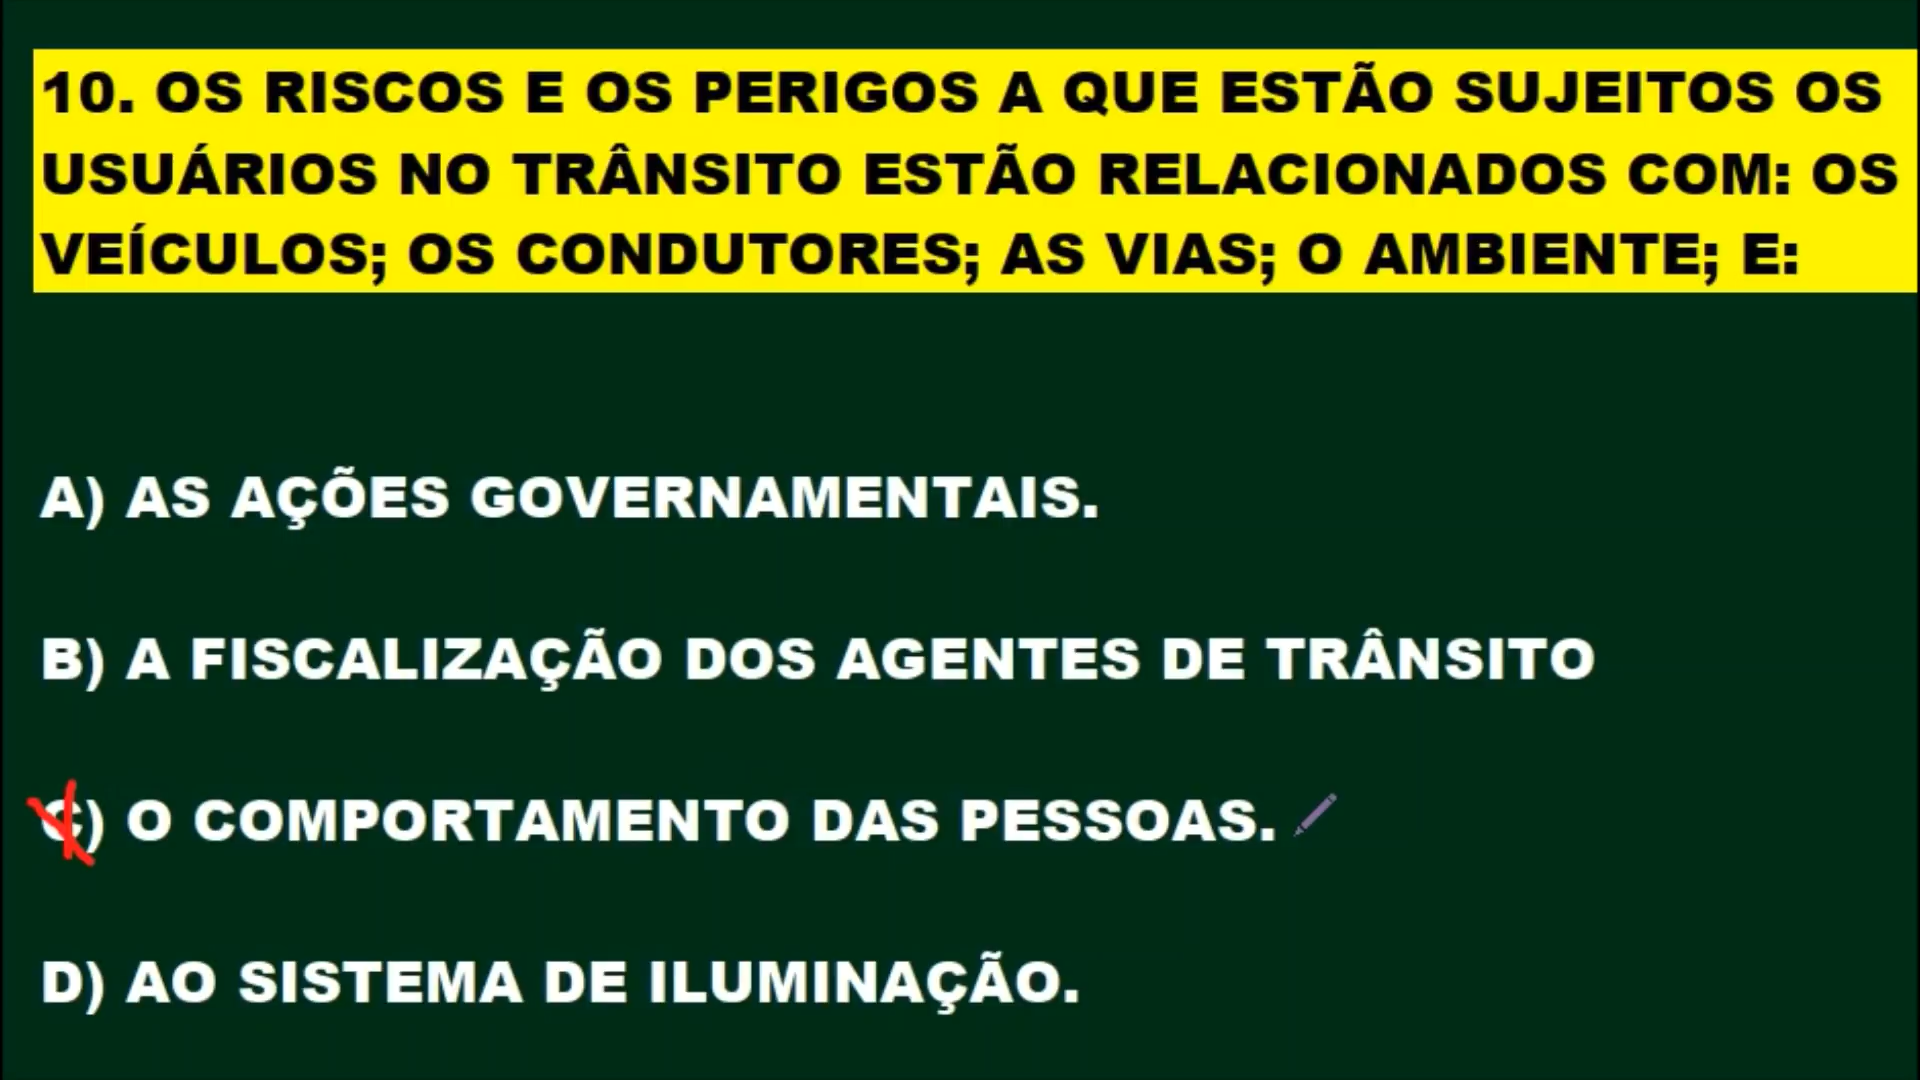 10. OS RISCOS E OS PERIGOS A QUE ESTÃO SUJEITOS OS
USUÁRIOS NO TRÂNSITO ESTÃO RELACIONADOS COM: OS
VEÍCULOS; OS CONDUTORES; AS VIAS; O AMBIENTE; E:
A) AS AÇÕES GOVERNAMENTAIS.
B) A FISCALIZAÇÃO DOS AGENTES DE TRÂNSITO
C) O COMPORTAMENTO DAS PESSOAS.
D) AO SISTEMA DE ILUMINAÇÃO.